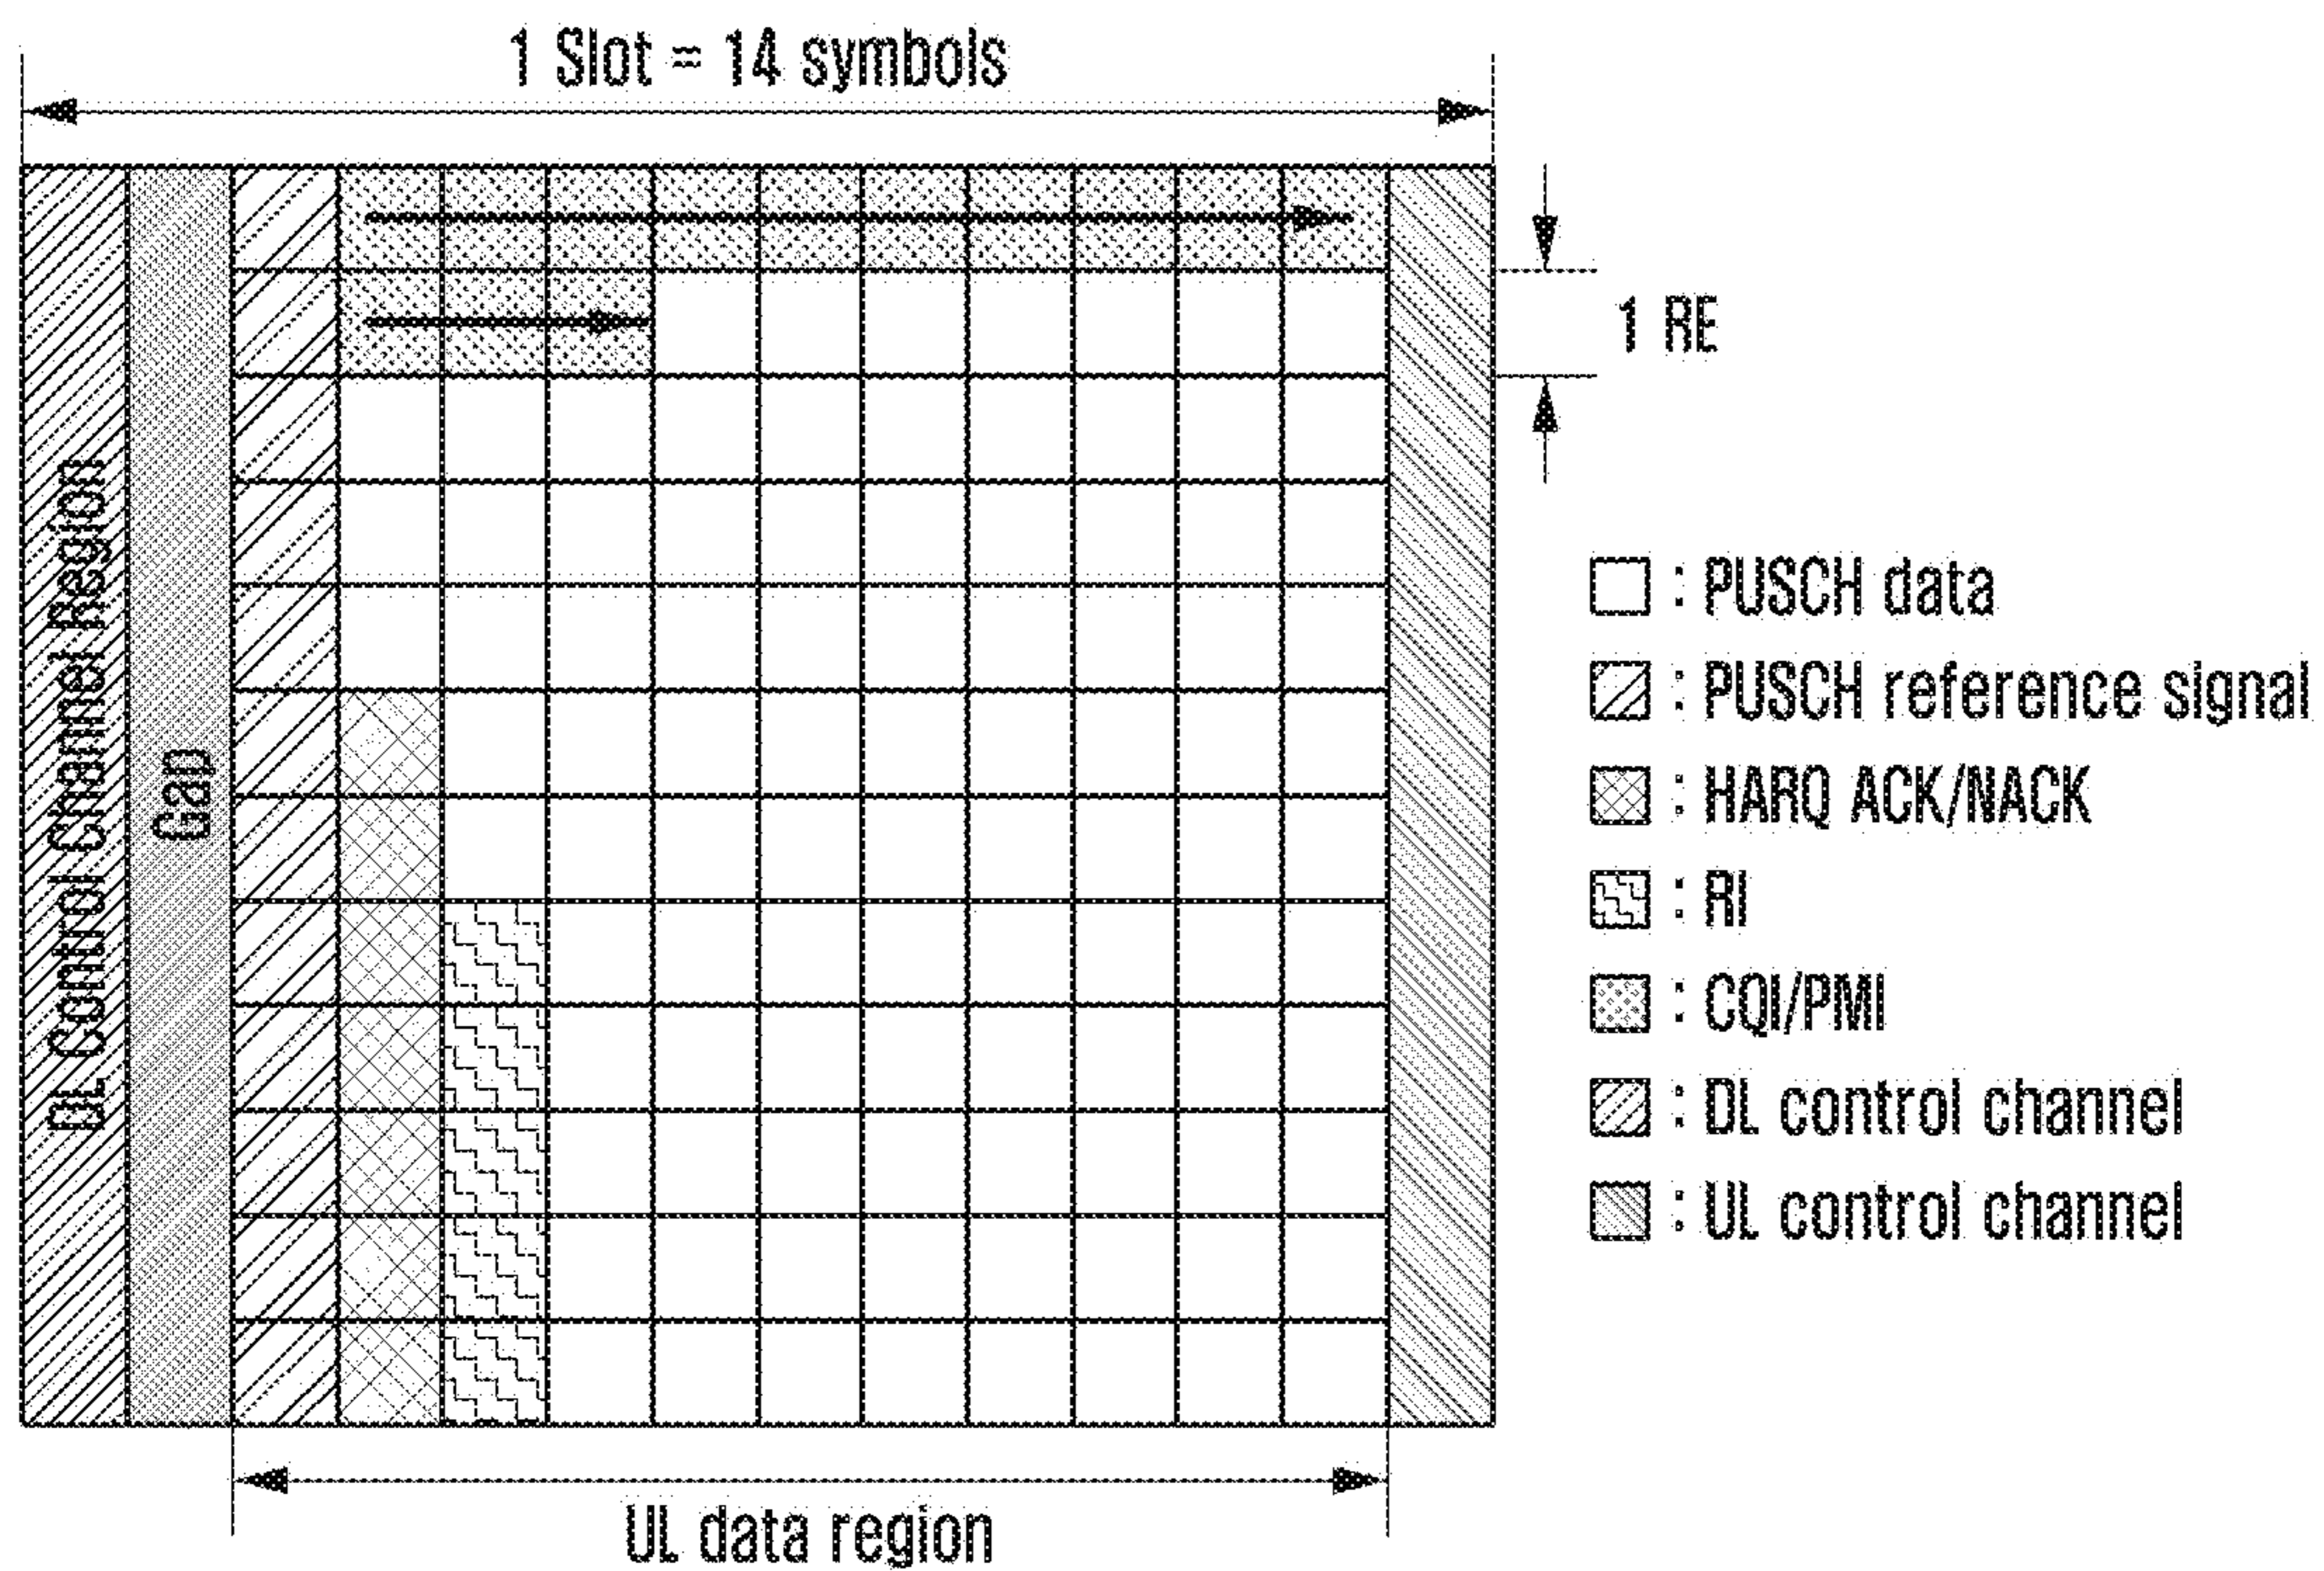 1 Slot = 14 symbols
DL Control Channel Region
Gap
1 RE
: PUSCH data
: PUSCH reference signal
: HARQ ACK/NACK
: RI
: CQI/PMI
: DL control channel
: UL control channel
UL data region